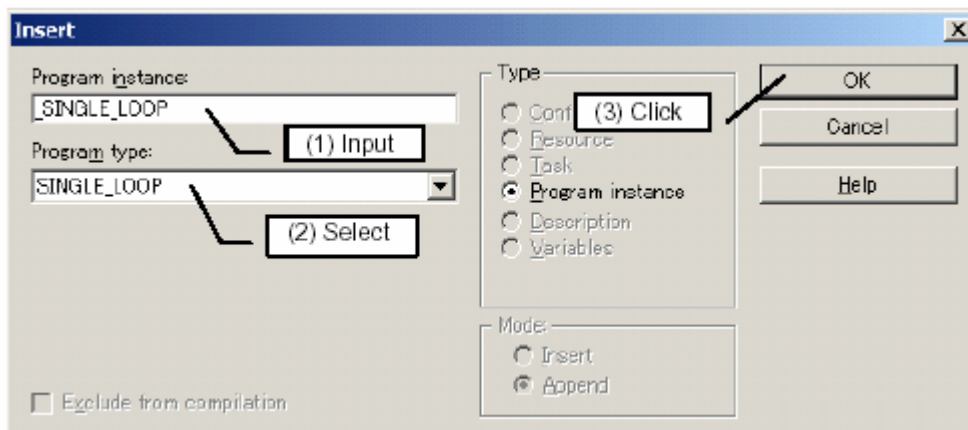 Insert
Program instance:
_SINGLE_LOOP
(1) Input
Program type:
SINGLE_LOOP
(2) Select
Type
(3) Click
Resource
Task
Program instance
Description
Variables
Mode:
Insert
Append
Exclude from compilation
OK
Cancel
Help